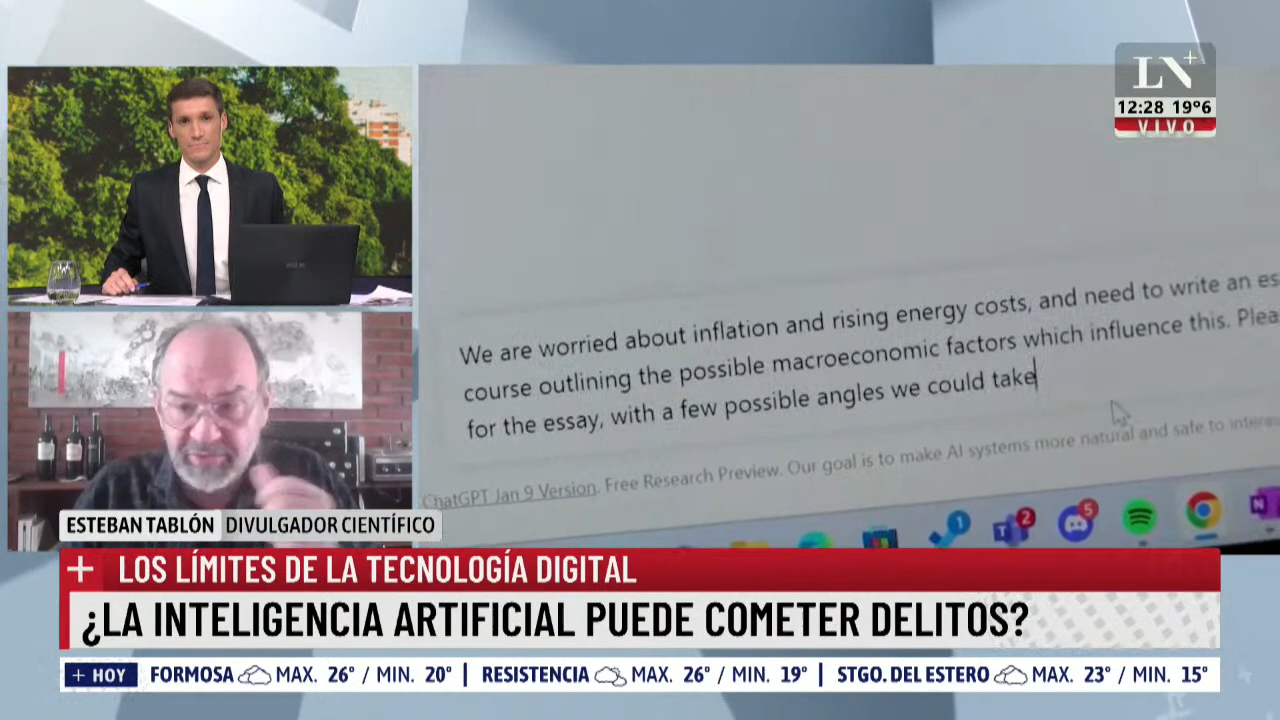 LN+
12:28 19°6
VIVO
We are worried about inflation and rising energy costs, and need to write an es
course outlining the possible macroeconomic factors which influence this. Plea
for the essay, with a few possible angles we could take
ChatGPT Jan 9 Version. Free Research Preview. Our goal is to make AI systems more natural and safe to intera
1
2
5
N
ESTEBAN TABLÓN DIVULGADOR CIENTÍFICO
+ LOS LÍMITES DE LA TECNOLOGÍA DIGITAL
¿LA INTELIGENCIA ARTIFICIAL PUEDE COMETER DELITOS?
+ HOY FORMOSA MAX. 26° / MIN. 20° | RESISTENCIA MAX. 26° / MIN. 19° | STGO. DEL ESTERO MAX. 23° / MIN. 15°